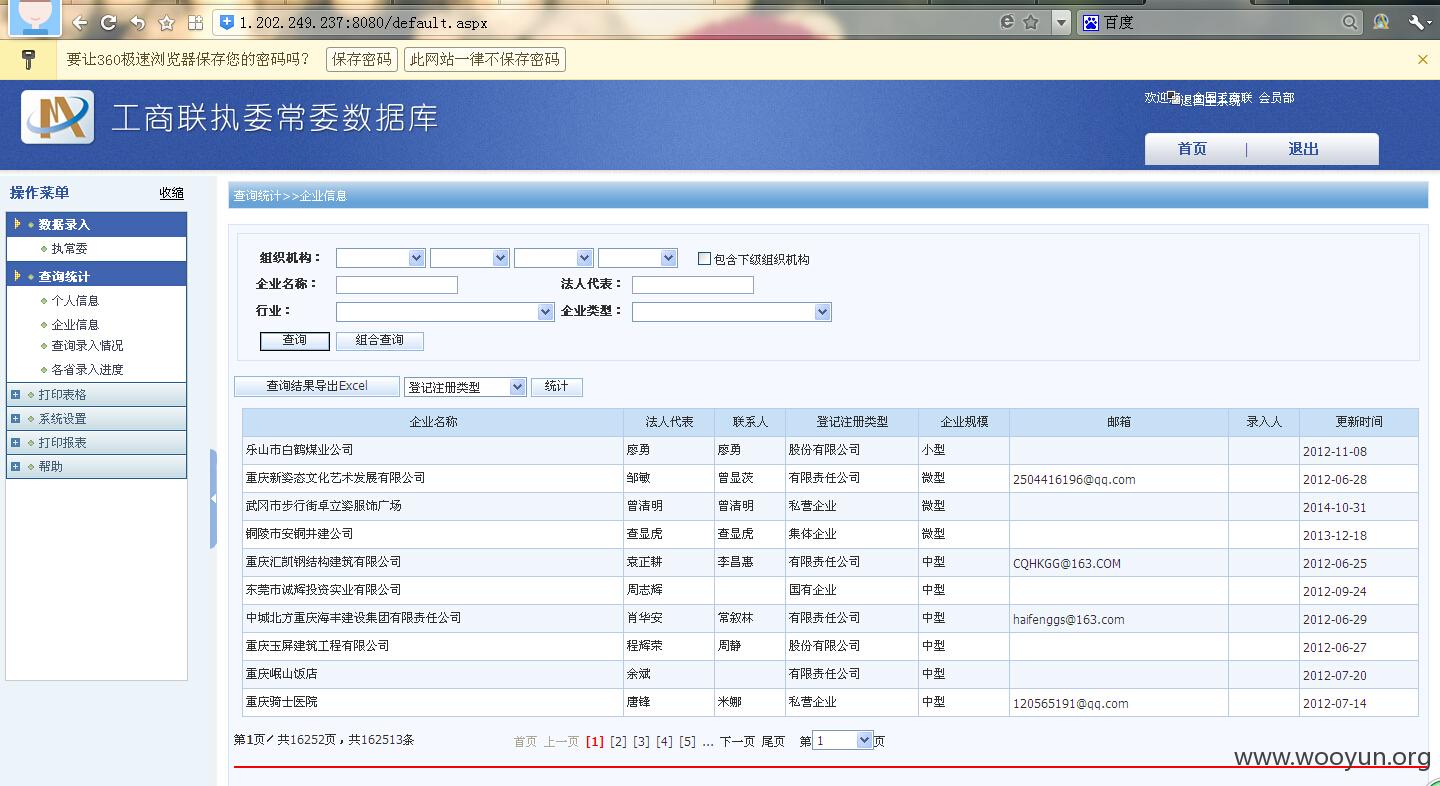 1.202.249.237:8080/default.aspx 百度
要让360极速浏览器保存您的密码吗? 保存密码 此网站一律不保存密码
工商联执委常委数据库
会员部
首页 | 退出
操作菜单 收缩
数据录入
执常委
查询统计
个人信息
企业信息
查询录入情况
各省录入进度
打印表格
系统设置
打印报表
帮助
查询统计>>企业信息
组织机构： 包含下级组织机构
企业名称： 法人代表：
行业： 企业类型：
查询 组合查询
查询结果导出Excel 登记注册类型 统计
企业名称 法人代表 联系人 登记注册类型 企业规模 邮箱 录入人 更新时间
乐山市白鹤煤业公司 廖勇 廖勇 股份有限公司 小型 2012-11-08
重庆新姿态文化艺术发展有限公司 邹敏 曾显茨 有限责任公司 微型 2504416196@qq.com 2012-06-28
武冈市步行街卓立姿服饰广场 曾清明 曾清明 私营企业 微型 2014-10-31
铜陵市安铜井建公司 查显虎 查显虎 集体企业 微型 2013-12-18
重庆汇凯钢结构建筑有限公司 袁正耕 李昌惠 有限责任公司 中型 CQHKGG@163.COM 2012-06-25
东莞市诚辉投资实业有限公司 周志辉 国有企业 中型 2012-09-24
中城北方重庆海丰建设集团有限责任公司 肖华安 常叙林 有限责任公司 中型 haifenggs@163.com 2012-06-29
重庆玉屏建筑工程有限公司 程辉荣 周静 股份有限公司 中型 2012-06-27
重庆岷山饭店 余斌 有限责任公司 中型 2012-07-20
重庆骑士医院 唐锋 米娜 私营企业 中型 120565191@qq.com 2012-07-14
第1页/共16252页，共162513条 首页 上一页 [1] [2] [3] [4] [5] ... 下一页 尾页 第 1 页
www.wooyun.org